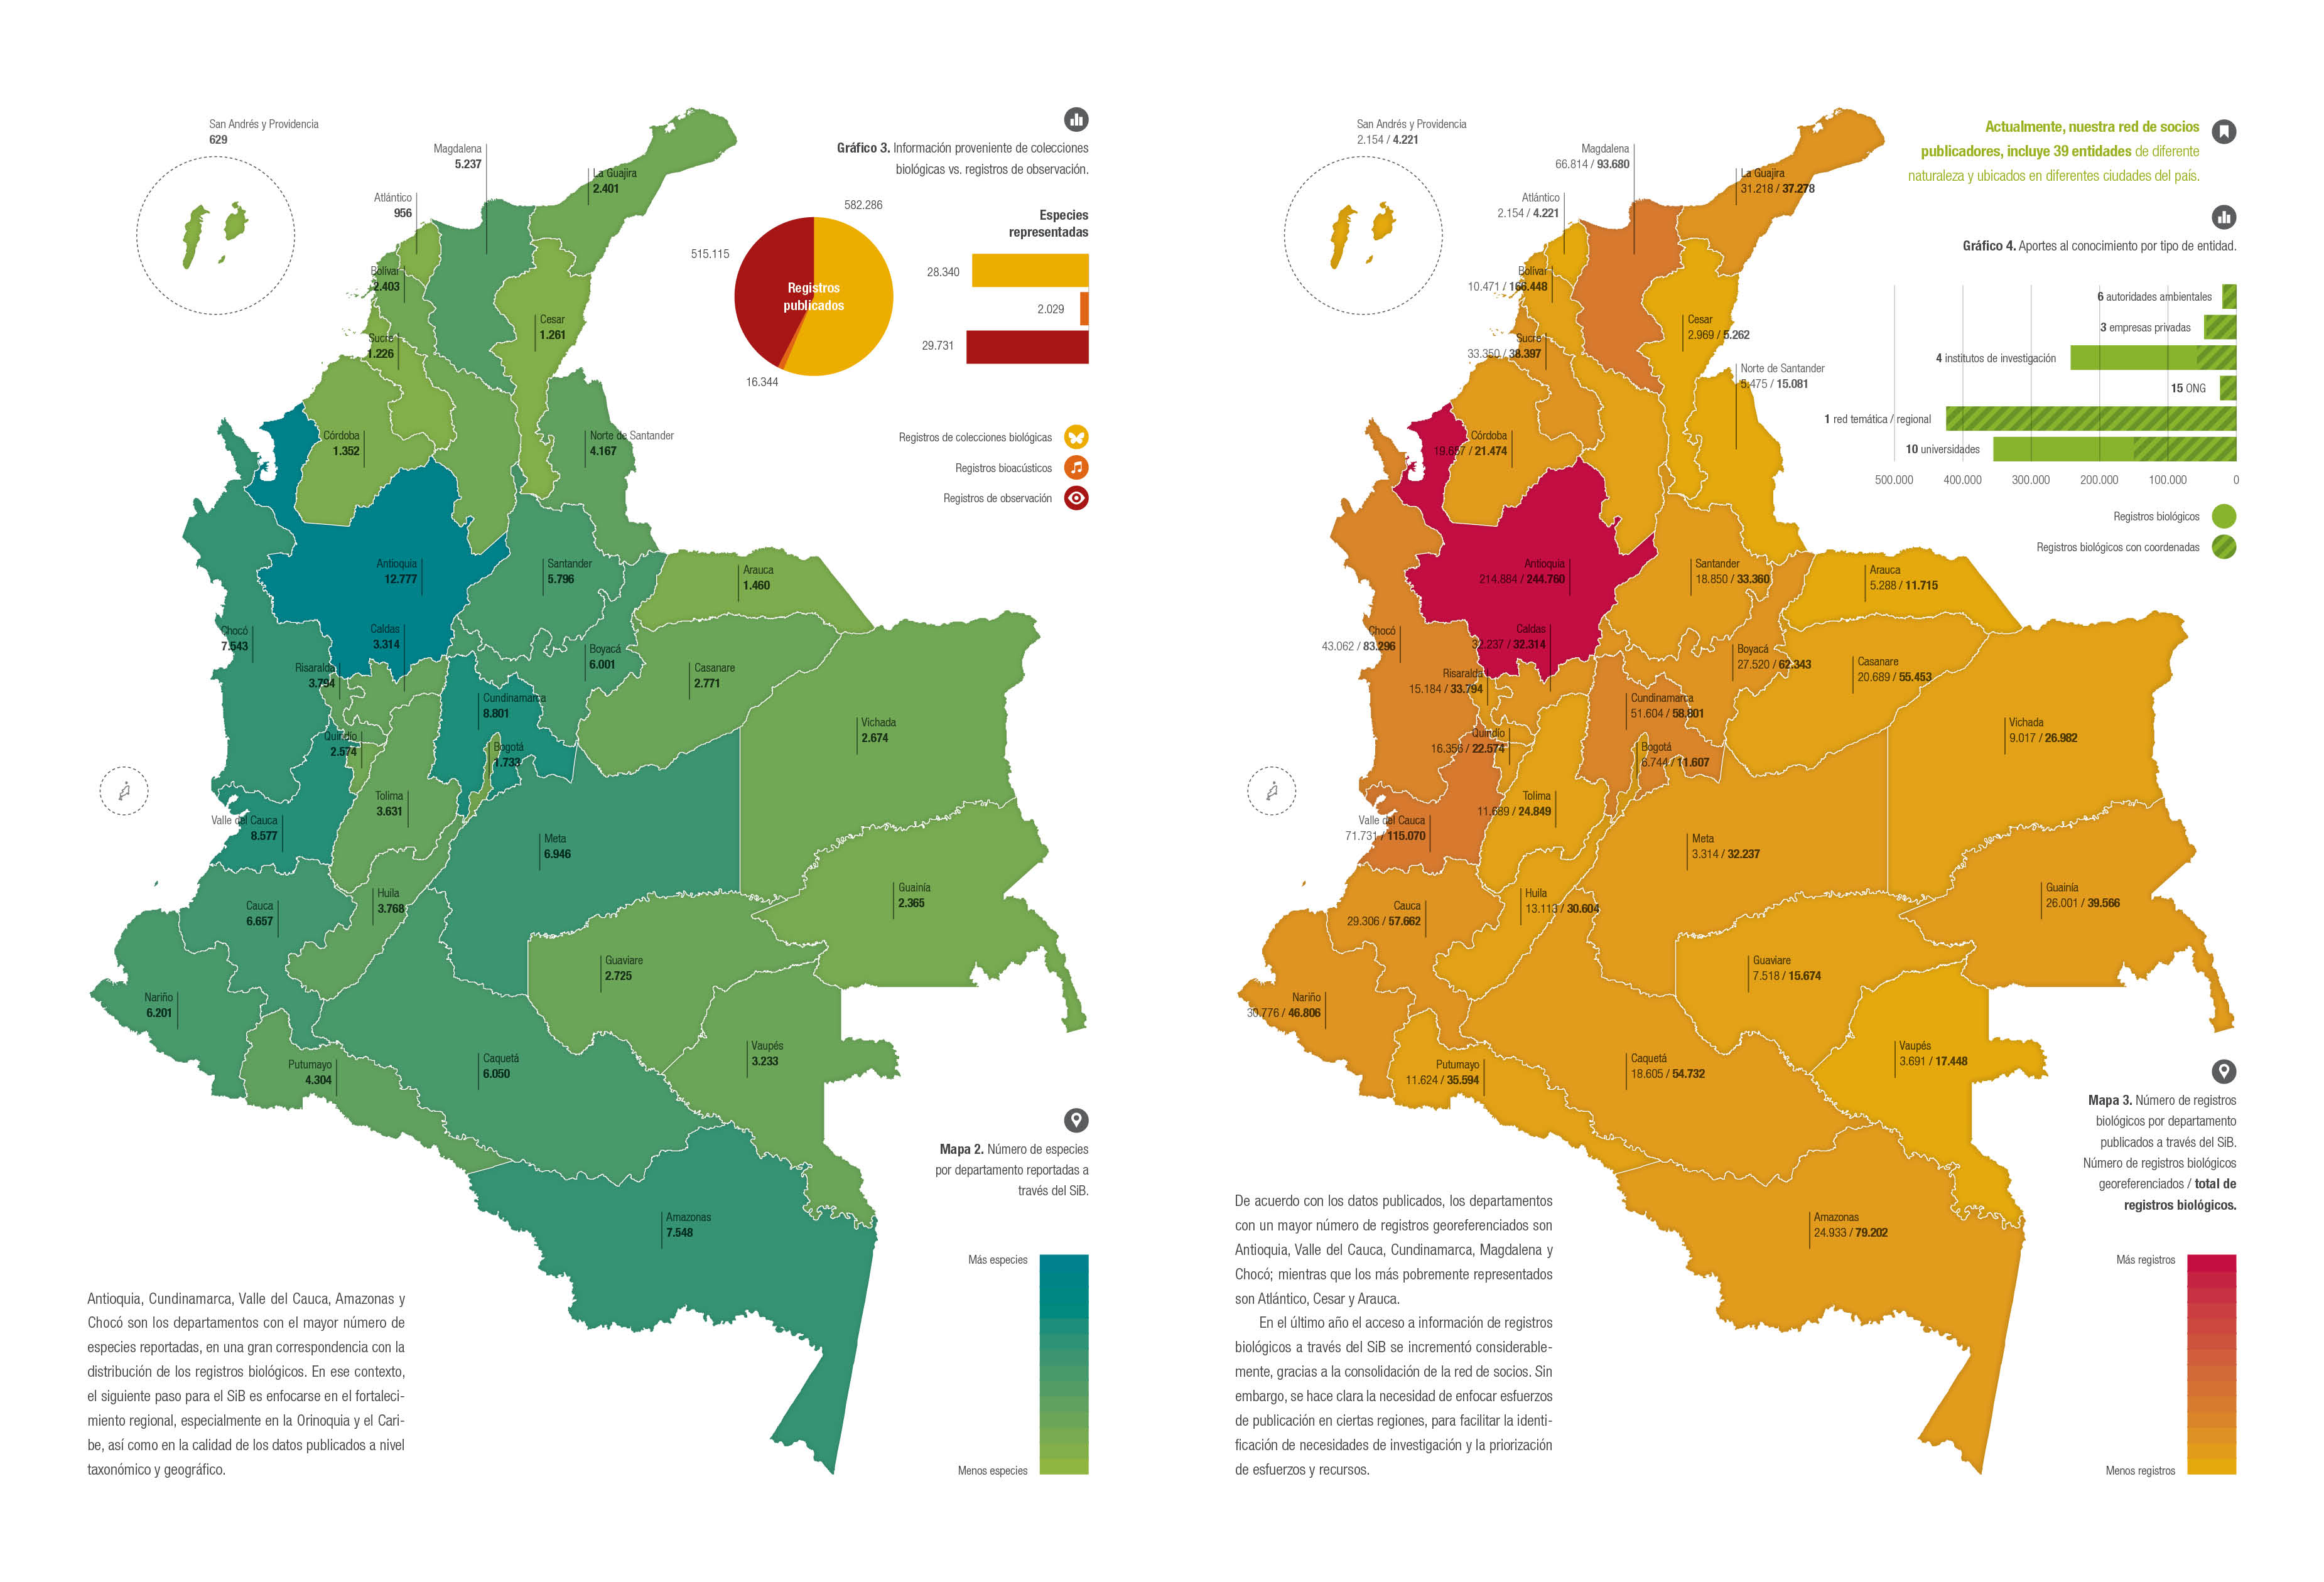 San Andrés y Providencia
629
Magdalena
5.237
Atlántico
956
La Guajira
2.401
Bolívar
2.403
Sucre
1.226
Cesar
1.261
Córdoba
1.352
Norte de Santander
4.167
Antioquia
12.777
Santander
5.796
Arauca
1.460
Chocó
7.543
Caldas
3.314
Risaralda
3.794
Boyacá
6.001
Casanare
2.771
Cundinamarca
8.801
Vichada
2.674
Quindío
2.574
Bogotá
1.733
Tolima
3.631
Valle del Cauca
8.577
Meta
6.946
Huila
3.768
Guainía
2.365
Cauca
6.657
Guaviare
2.725
Nariño
6.201
Vaupés
3.233
Putumayo
4.304
Caquetá
6.050
Amazonas
7.548
Gráfico 3. Información proveniente de colecciones
biológicas vs. registros de observación.
582.286
515.115
16.344
Registros
publicados
Especies
representadas
28.340
2.029
29.731
Registros de colecciones biológicas
Registros bioacústicos
Registros de observación
Mapa 2. Número de especies
por departamento reportadas a
través del SiB.
Más especies
Menos especies
Antioquia, Cundinamarca, Valle del Cauca, Amazonas y
Chocó son los departamentos con el mayor número de
especies reportadas, en una gran correspondencia con la
distribución de los registros biológicos. En ese contexto,
el siguiente paso para el SiB es enfocarse en el fortaleci-
miento regional, especialmente en la Orinoquia y el Cari-
be, así como en la calidad de los datos publicados a nivel
taxonómico y geográfico.
San Andrés y Providencia
2.154 / 4.221
Magdalena
66.814 / 93.680
Atlántico
2.154 / 4.221
La Guajira
31.218 / 37.278
Bolívar
10.471 / 166.448
Sucre
33.350 / 38.397
Cesar
2.969 / 5.262
Norte de Santander
5.475 / 15.081
Córdoba
19.657 / 21.474
Antioquia
214.884 / 244.760
Santander
18.850 / 33.360
Arauca
5.288 / 11.715
Chocó
43.062 / 83.296
Caldas
32.237 / 32.314
Risaralda
15.184 / 33.794
Boyacá
27.520 / 62.343
Casanare
20.689 / 55.453
Cundinamarca
51.604 / 58.801
Vichada
9.017 / 26.982
Quindío
16.356 / 22.574
Bogotá
6.744 / 11.607
Tolima
11.689 / 24.849
Valle del Cauca
71.731 / 115.070
Meta
3.314 / 32.237
Huila
13.113 / 30.604
Guainía
26.001 / 39.566
Cauca
29.306 / 57.662
Guaviare
7.518 / 15.674
Nariño
30.776 / 46.806
Vaupés
3.691 / 17.448
Putumayo
11.624 / 35.594
Caquetá
18.605 / 54.732
Amazonas
24.933 / 79.202
Actualmente, nuestra red de socios
publicadores, incluye 39 entidades de diferente
naturaleza y ubicados en diferentes ciudades del país.
Gráfico 4. Aportes al conocimiento por tipo de entidad.
6 autoridades ambientales
3 empresas privadas
4 institutos de investigación
15 ONG
1 red temática / regional
10 universidades
500.000 400.000 300.000 200.000 100.000 0
Registros biológicos
Registros biológicos con coordenadas
Mapa 3. Número de registros
biológicos por departamento
publicados a través del SiB.
Número de registros biológicos
georeferenciados / total de
registros biológicos.
Más registros
Menos registros
De acuerdo con los datos publicados, los departamentos
con un mayor número de registros georeferenciados son
Antioquia, Valle del Cauca, Cundinamarca, Magdalena y
Chocó; mientras que los más pobremente representados
son Atlántico, Cesar y Arauca.
En el último año el acceso a información de registros
biológicos a través del SiB se incrementó considerable-
mente, gracias a la consolidación de la red de socios. Sin
embargo, se hace clara la necesidad de enfocar esfuerzos
de publicación en ciertas regiones, para facilitar la identi-
ficación de necesidades de investigación y la priorización
de esfuerzos y recursos.